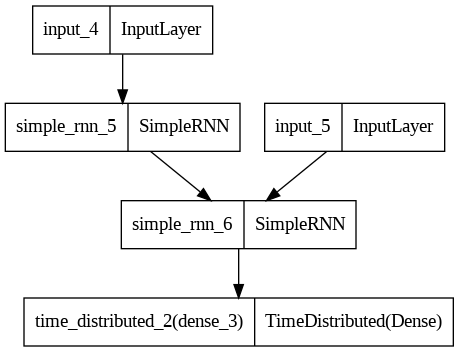 input_4 InputLayer
simple_rnn_5 SimpleRNN
input_5 InputLayer
simple_rnn_6 SimpleRNN
time_distributed_2(dense_3) TimeDistributed(Dense)